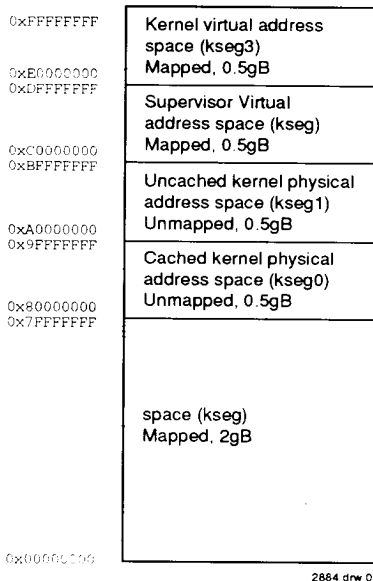 0xFFFFFFFF
Kernel virtual address
space (kseg3)
Mapped, 0.5gB
0xE0000000
0xDFFFFFFF
Supervisor Virtual
address space (kseg)
Mapped, 0.5gB
0xC0000000
0xBFFFFFFF
Uncached kernel physical
address space (kseg1)
Unmapped, 0.5gB
0xA0000000
0x9FFFFFFF
Cached kernel physical
address space (kseg0)
Unmapped, 0.5gB
0x80000000
0x7FFFFFFF
space (kseg)
Mapped, 2gB
0x00000000
2884 drw 0